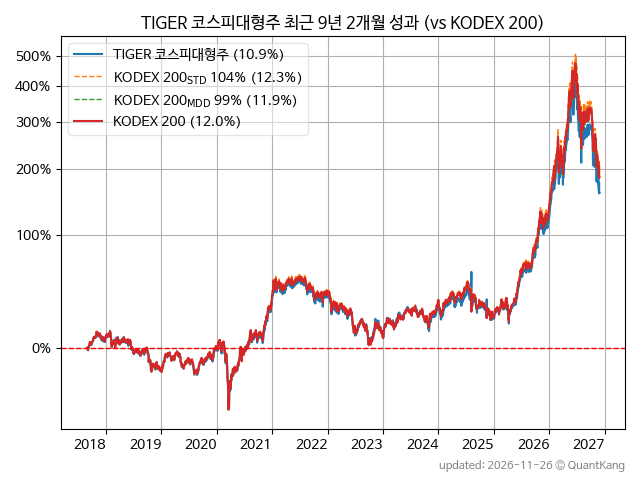 TIGER 코스피대형주 최근 9년 2개월 성과 (vs KODEX 200)
TIGER 코스피대형주 (10.9%)
KODEX 200STD 104% (12.3%)
KODEX 200MDD 99% (11.9%)
KODEX 200 (12.0%)
500%
400%
300%
200%
100%
0%
2018 2019 2020 2021 2022 2023 2024 2025 2026 2027
updated: 2026-11-26 © QuantKang